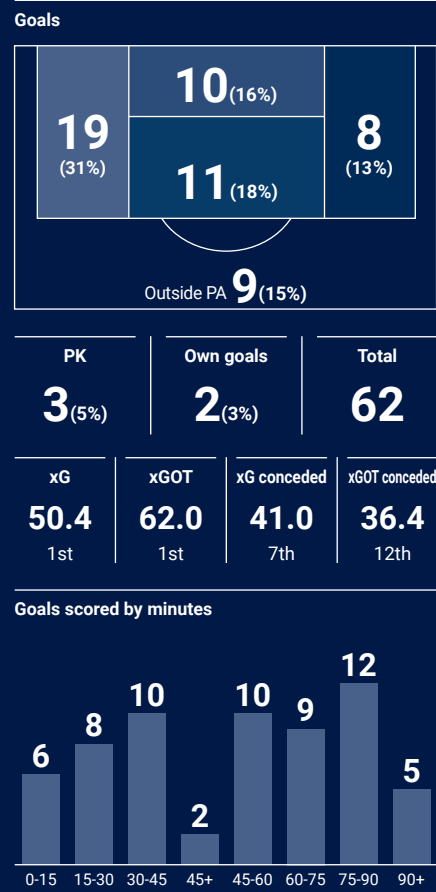 Goals
10(16%)
19
(31%)
8
(13%)
11(18%)
Outside PA 9(15%)
PK Own goals Total
3(5%) 2(3%) 62
xG xGOT xG conceded xGOT conceded
50.4 62.0 41.0 36.4
1st 1st 7th 12th
Goals scored by minutes
6 8 10 2 10 9 12 5
0-15 15-30 30-45 45+ 45-60 60-75 75-90 90+